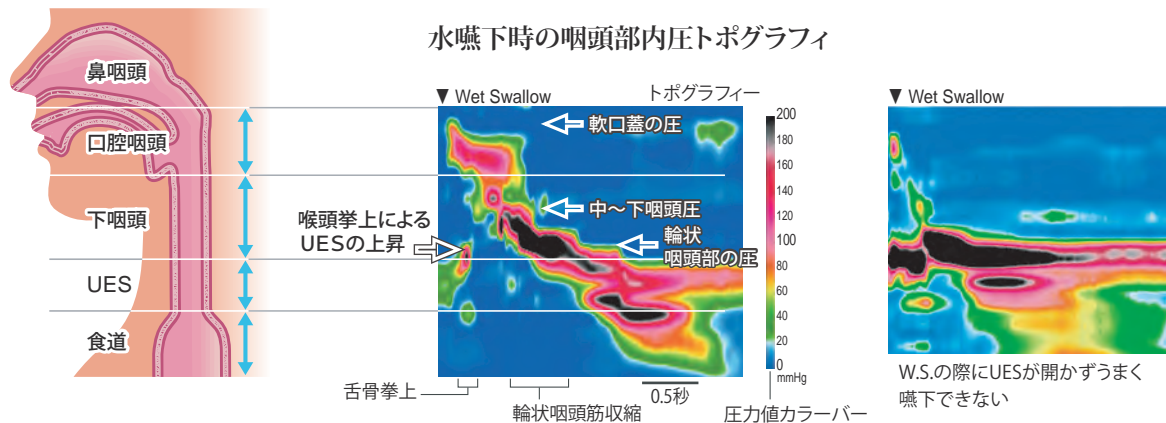 水嚥下時の咽頭部内圧トポグラフィ
鼻咽頭
口腔咽頭
下咽頭
UES
食道
▼ Wet Swallow
トポグラフィー
軟口蓋の圧
中～下咽頭圧
輪状
咽頭部の圧
喉頭挙上による
UESの上昇
200
180
160
140
120
100
80
60
40
20
0
mmHg
舌骨挙上
輪状咽頭筋収縮
0.5秒
圧力値カラーバー
▼ Wet Swallow
W.S.の際にUESが開かずうまく
嚥下できない